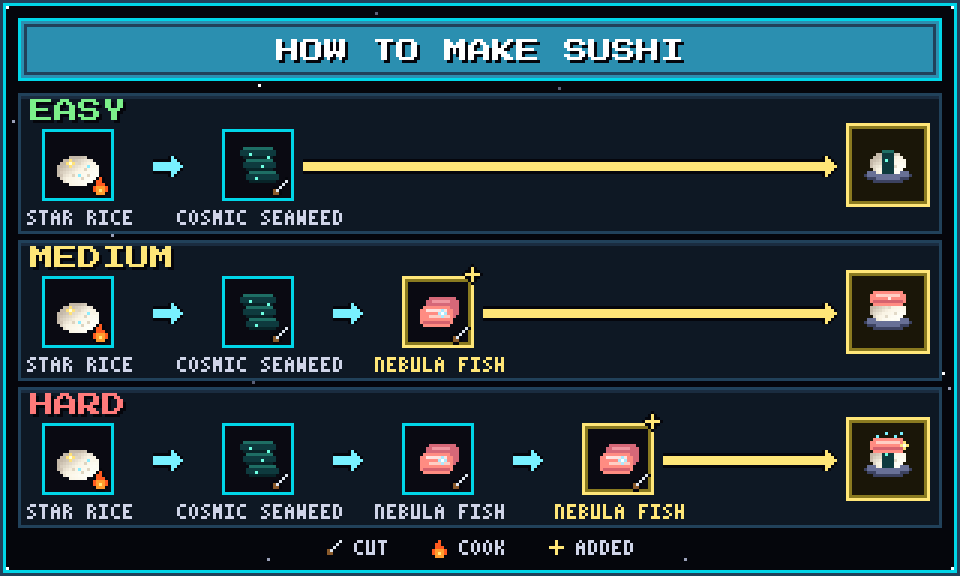 HOW TO MAKE SUSHI
EASY
STAR RICE COSMIC SEAWEED
MEDIUM
STAR RICE COSMIC SEAWEED NEBULA FISH
HARD
STAR RICE COSMIC SEAWEED NEBULA FISH NEBULA FISH
CUT COOK + ADDED